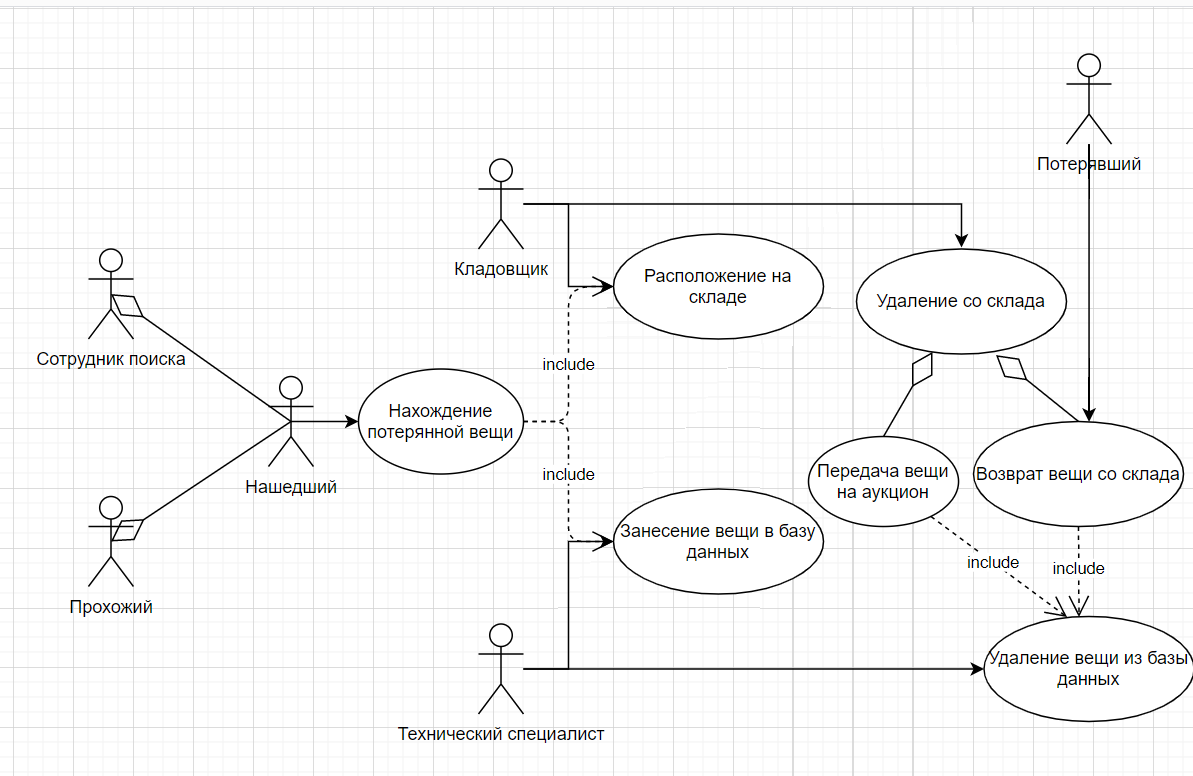 Потерявший
Кладовщик
Расположение на
складе
Удаление со склада
Сотрудник поиска
include
Нахождение
потерянной вещи
Нашедший
include
Передача вещи
на аукцион
Возврат вещи со склада
Занесение вещи в базу
данных
include
include
Прохожий
Удаление вещи из базы
данных
Технический специалист